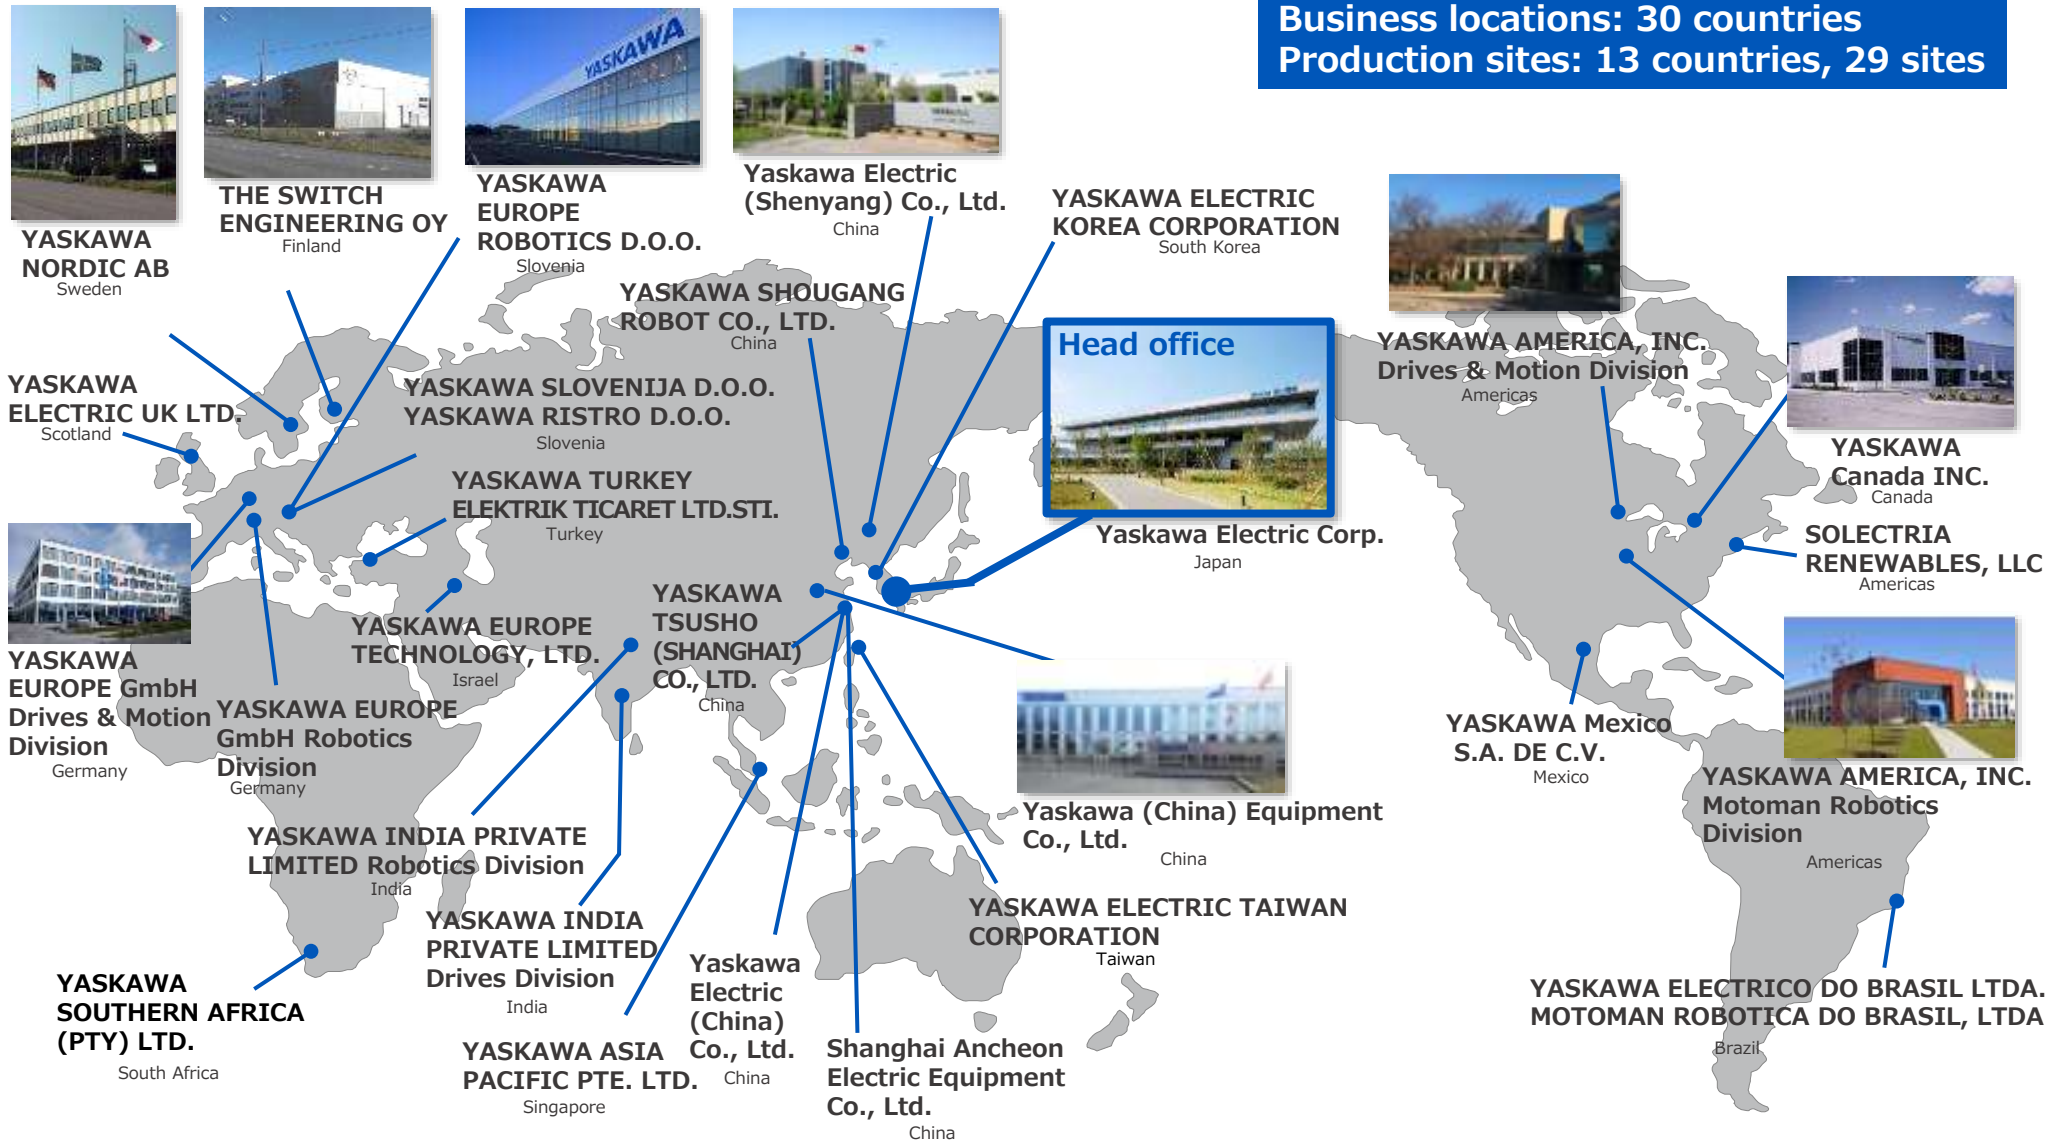 Business locations: 30 countries
Production sites: 13 countries, 29 sites
YASKAWA
YASKAWA
NORDIC AB
Sweden
THE SWITCH
ENGINEERING OY
Finland
YASKAWA
EUROPE
ROBOTICS D.O.O.
Slovenia
Yaskawa Electric
(Shenyang) Co., Ltd.
China
YASKAWA ELECTRIC
KOREA CORPORATION
South Korea
YASKAWA SHOUGANG
ROBOT CO., LTD.
China
Head office
Yaskawa Electric Corp.
Japan
YASKAWA AMERICA, INC.
Drives & Motion Division
Americas
YASKAWA
Canada INC.
Canada
YASKAWA
ELECTRIC UK LTD.
Scotland
YASKAWA SLOVENIJA D.O.O.
YASKAWA RISTRO D.O.O.
Slovenia
YASKAWA TURKEY
ELEKTRIK TICARET LTD.STI.
Turkey
SOLECTRIA
RENEWABLES, LLC
Americas
YASKAWA EUROPE
TECHNOLOGY, LTD.
Israel
YASKAWA
TSUSHO
(SHANGHAI)
CO., LTD.
China
YASKAWA
EUROPE GmbH
Drives & Motion
Division
Germany
YASKAWA EUROPE
GmbH Robotics
Division
Germany
YASKAWA Mexico
S.A. DE C.V.
Mexico
YASKAWA AMERICA, INC.
Motoman Robotics
Division
Americas
YASKAWA INDIA PRIVATE
LIMITED Robotics Division
India
Yaskawa (China) Equipment
Co., Ltd.
China
YASKAWA INDIA
PRIVATE LIMITED
Drives Division
India
YASKAWA ELECTRIC TAIWAN
CORPORATION
Taiwan
YASKAWA
SOUTHERN AFRICA
(PTY) LTD.
South Africa
YASKAWA ASIA
PACIFIC PTE. LTD.
Singapore
Yaskawa
Electric
(China)
Co., Ltd.
China
Shanghai Ancheon
Electric Equipment
Co., Ltd.
China
YASKAWA ELECTRICO DO BRASIL LTDA.
MOTOMAN ROBOTICA DO BRASIL, LTDA
Brazil